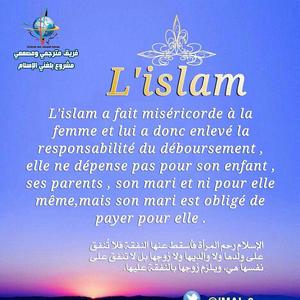 فريق مترجمي ومصممي
مشروع بلغني الإسلام
L'islam
L'islam a fait miséricorde à la
femme et lui a donc enlevé la
responsabilité du déboursement ,
elle ne dépense pas pour son enfant ,
ses parents , son mari et ni pour elle
même,mais son mari est obligé de
payer pour elle .
الإسلام رحم المرأة فأسقط عنها النفقة فلا تُنفق
على ولدها ولا والديها ولا زوجها بل لا تنفق على
نفسها هي، ويلزم زوجها بالنفقة عليها.